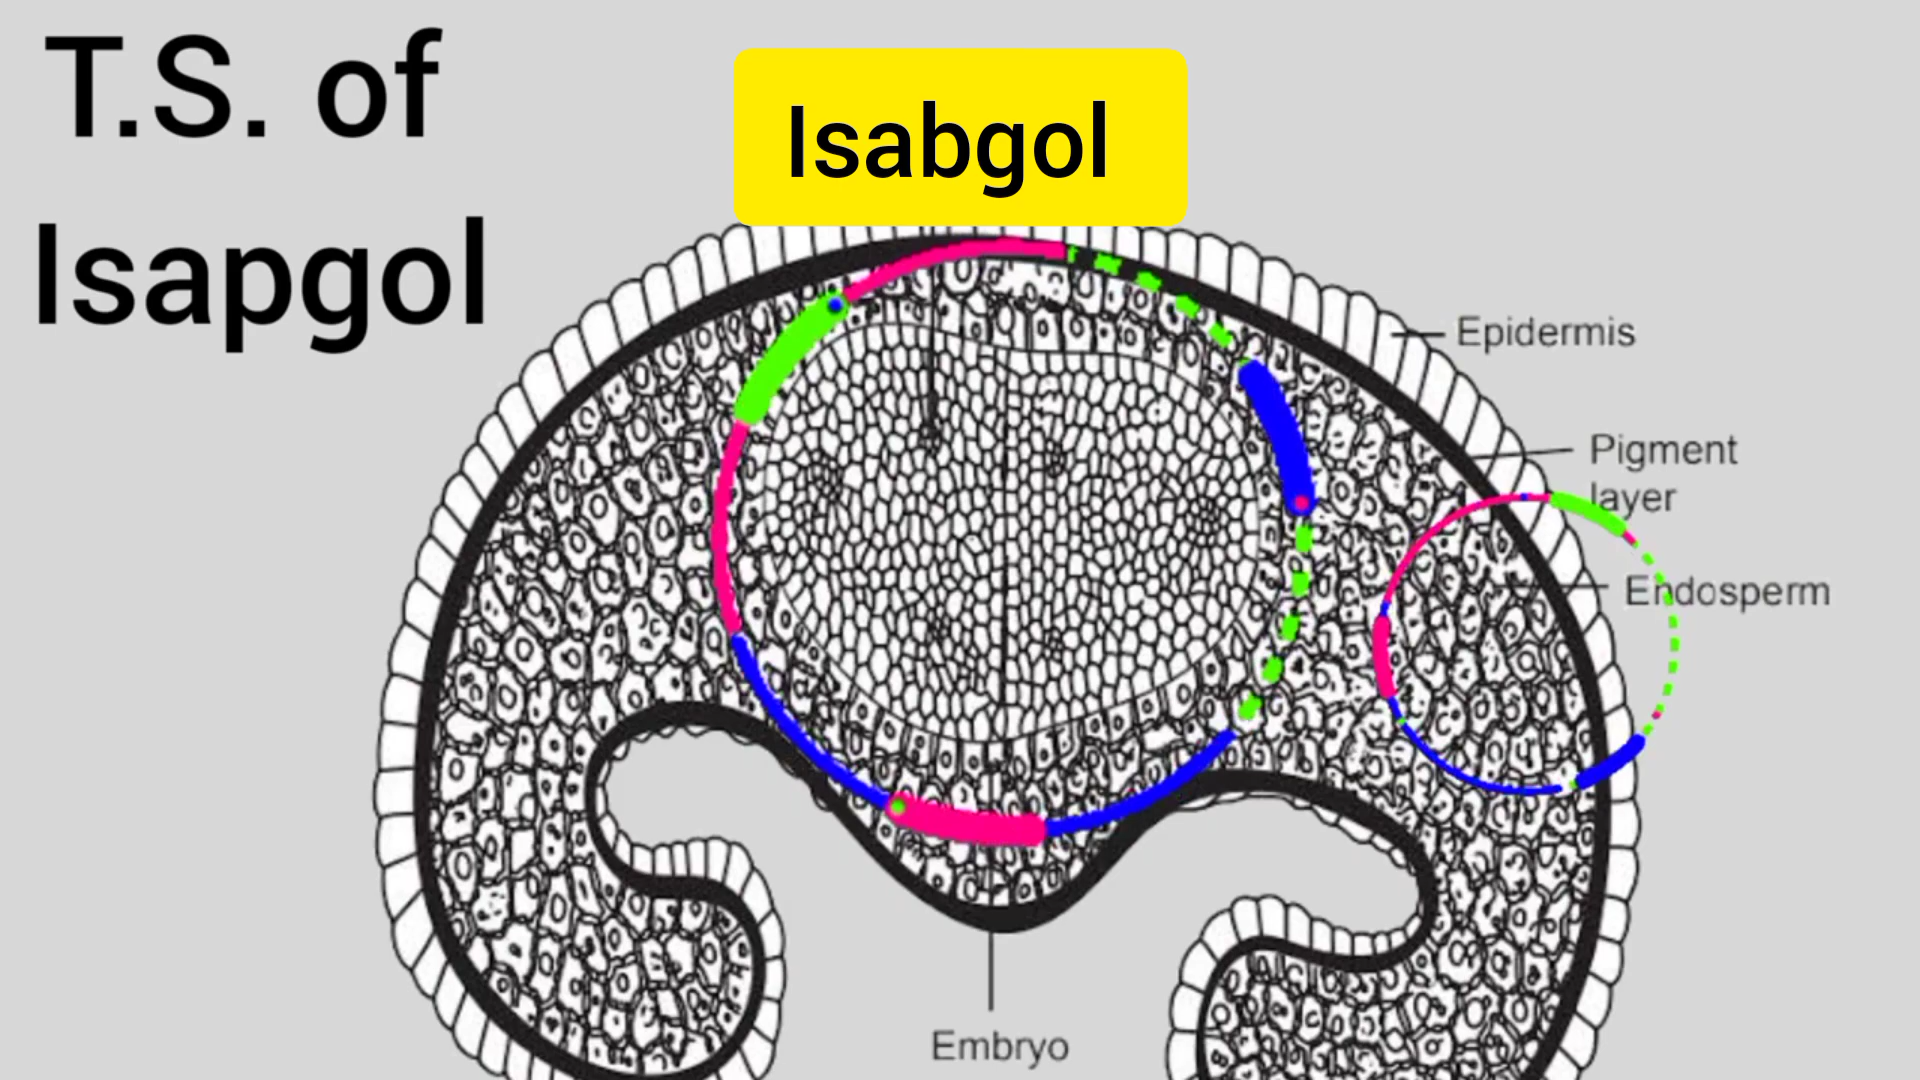 T.S. of
Isapgol
Isabgol
Epidermis
Pigment
layer
Endosperm
Embryo